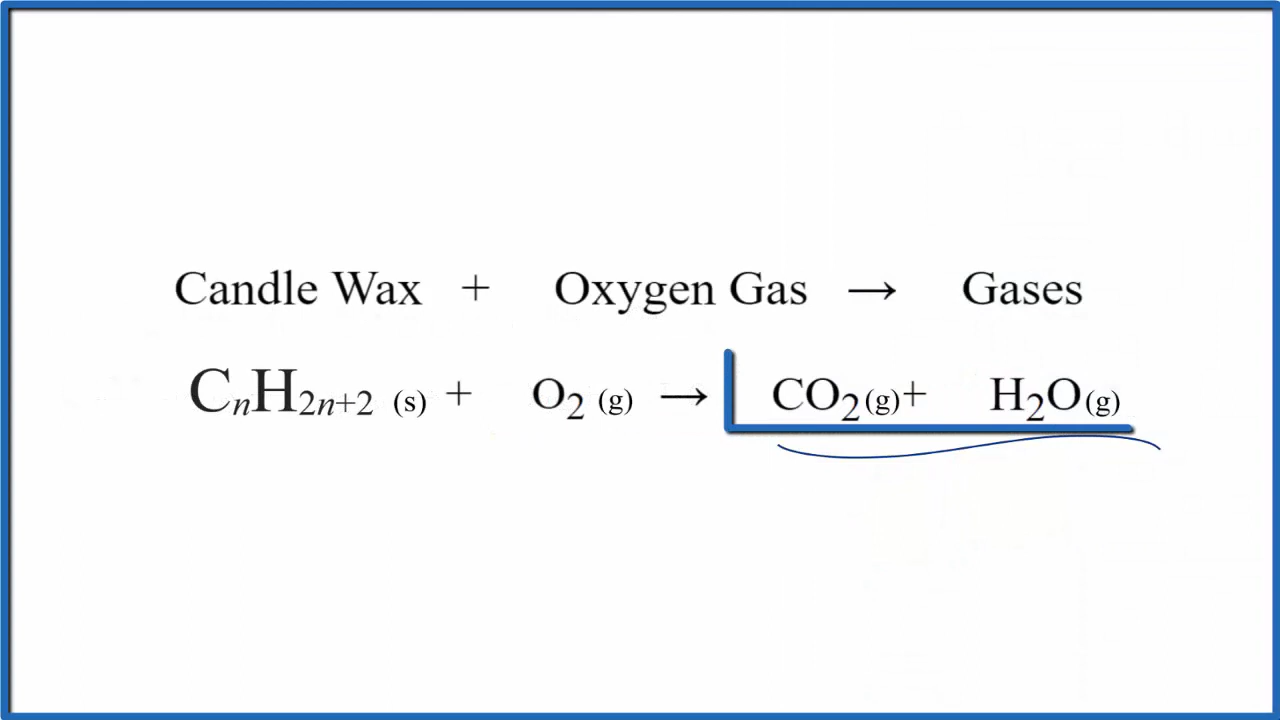 Candle Wax + Oxygen Gas → Gases
CₙH₂ₙ₊₂ (s) + O₂ (g) → CO₂(g)+ H₂O(g)